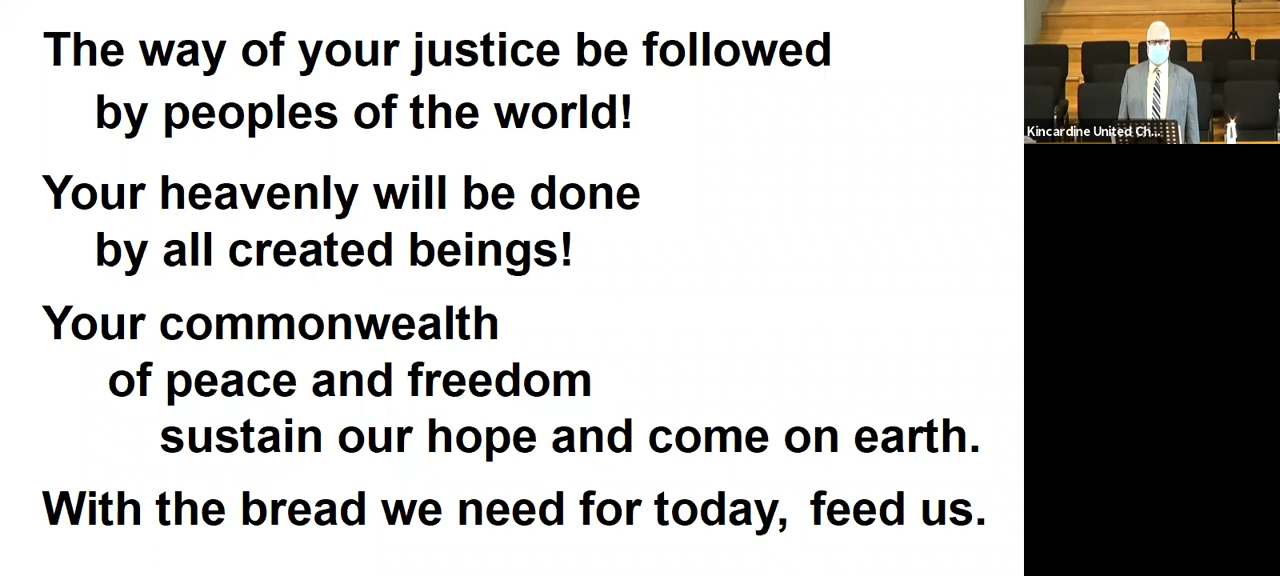 The way of your justice be followed
by peoples of the world!
Your heavenly will be done
by all created beings!
Your commonwealth
of peace and freedom
sustain our hope and come on earth.
With the bread we need for today, feed us.
Kincardine United Ch...